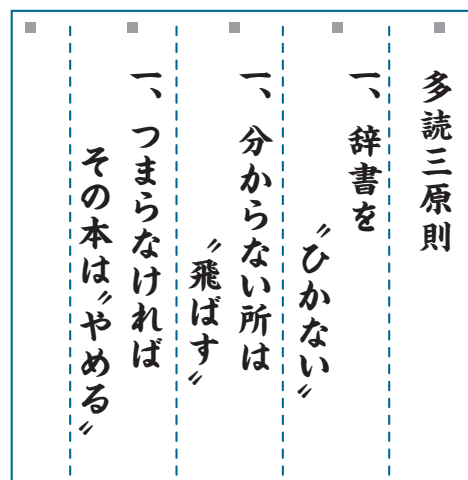 多読三原則
一、辞書を
〝ひかない〟
一、分からない所は
〝飛ばす〟
一、つまらなければ
その本は〝やめる〟